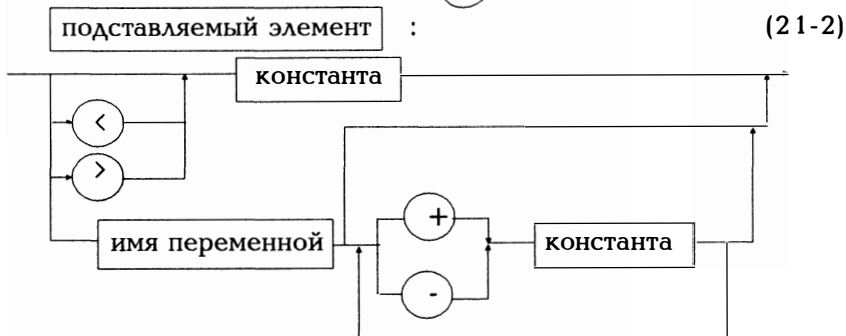 подставляемый элемент : (21-2)
константа
<
>
имя переменной + константа
-